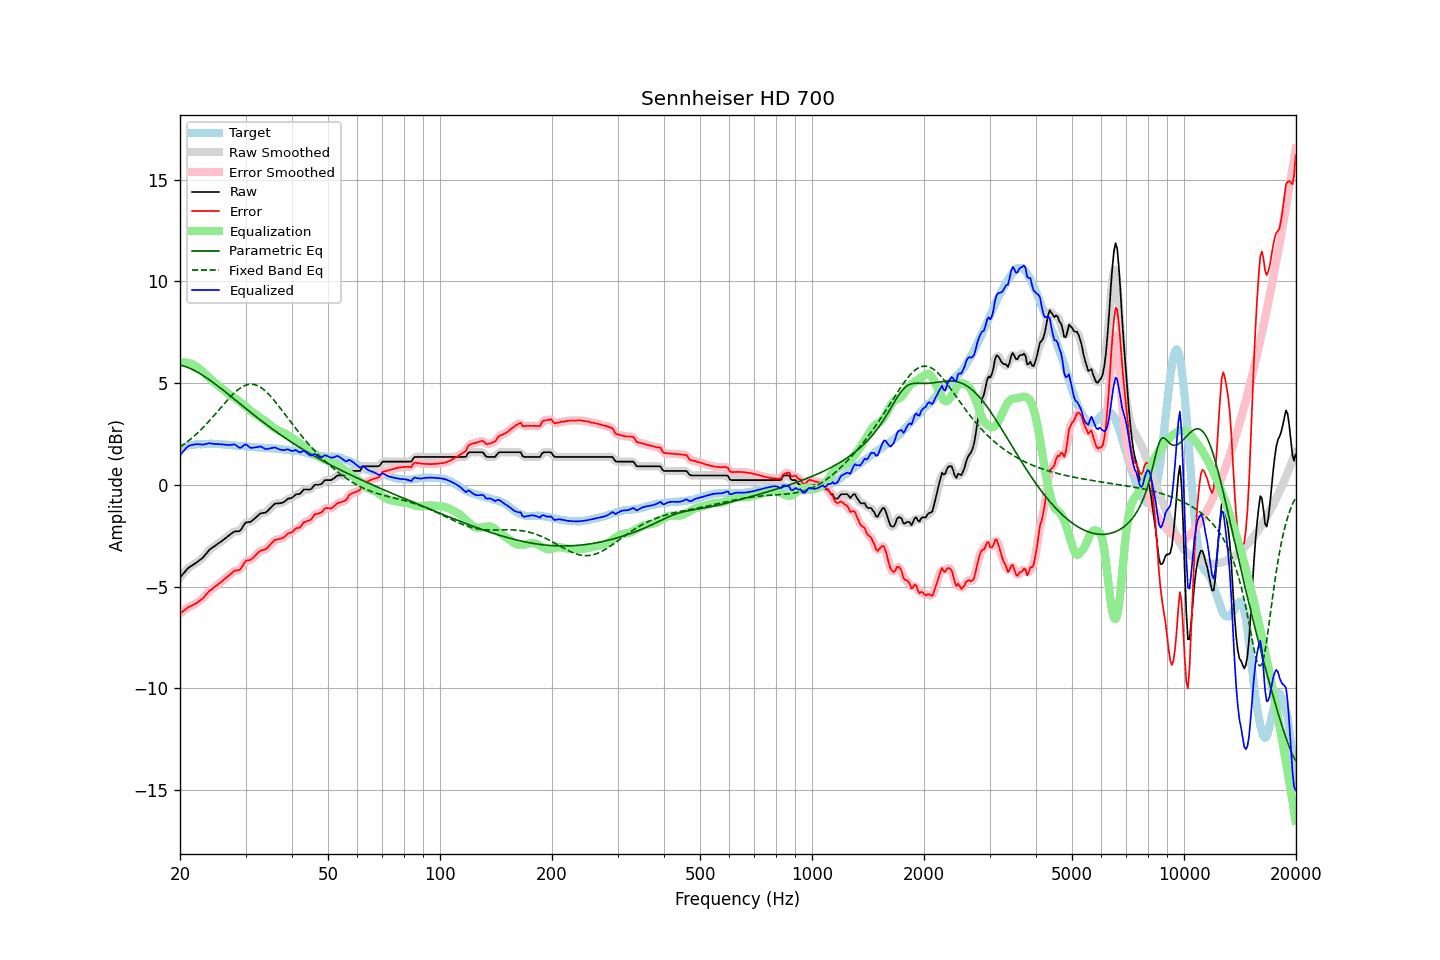 Sennheiser HD 700
Target
Raw Smoothed
Error Smoothed
Raw
Error
Equalization
Parametric Eq
Fixed Band Eq
Equalized
Amplitude (dBr)
15
10
5
0
−5
−10
−15
20 50 100 200 500 1000 2000 5000 10000 20000
Frequency (Hz)